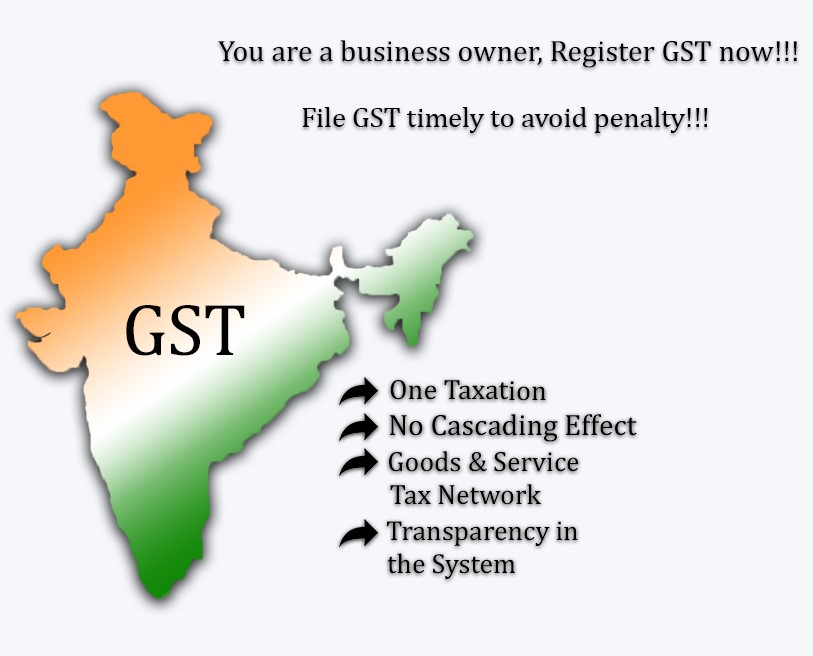 You are a business owner, Register GST now!!!
File GST timely to avoid penalty!!!
GST
One Taxation
No Cascading Effect
Goods & Service
Tax Network
Transparency in
the System